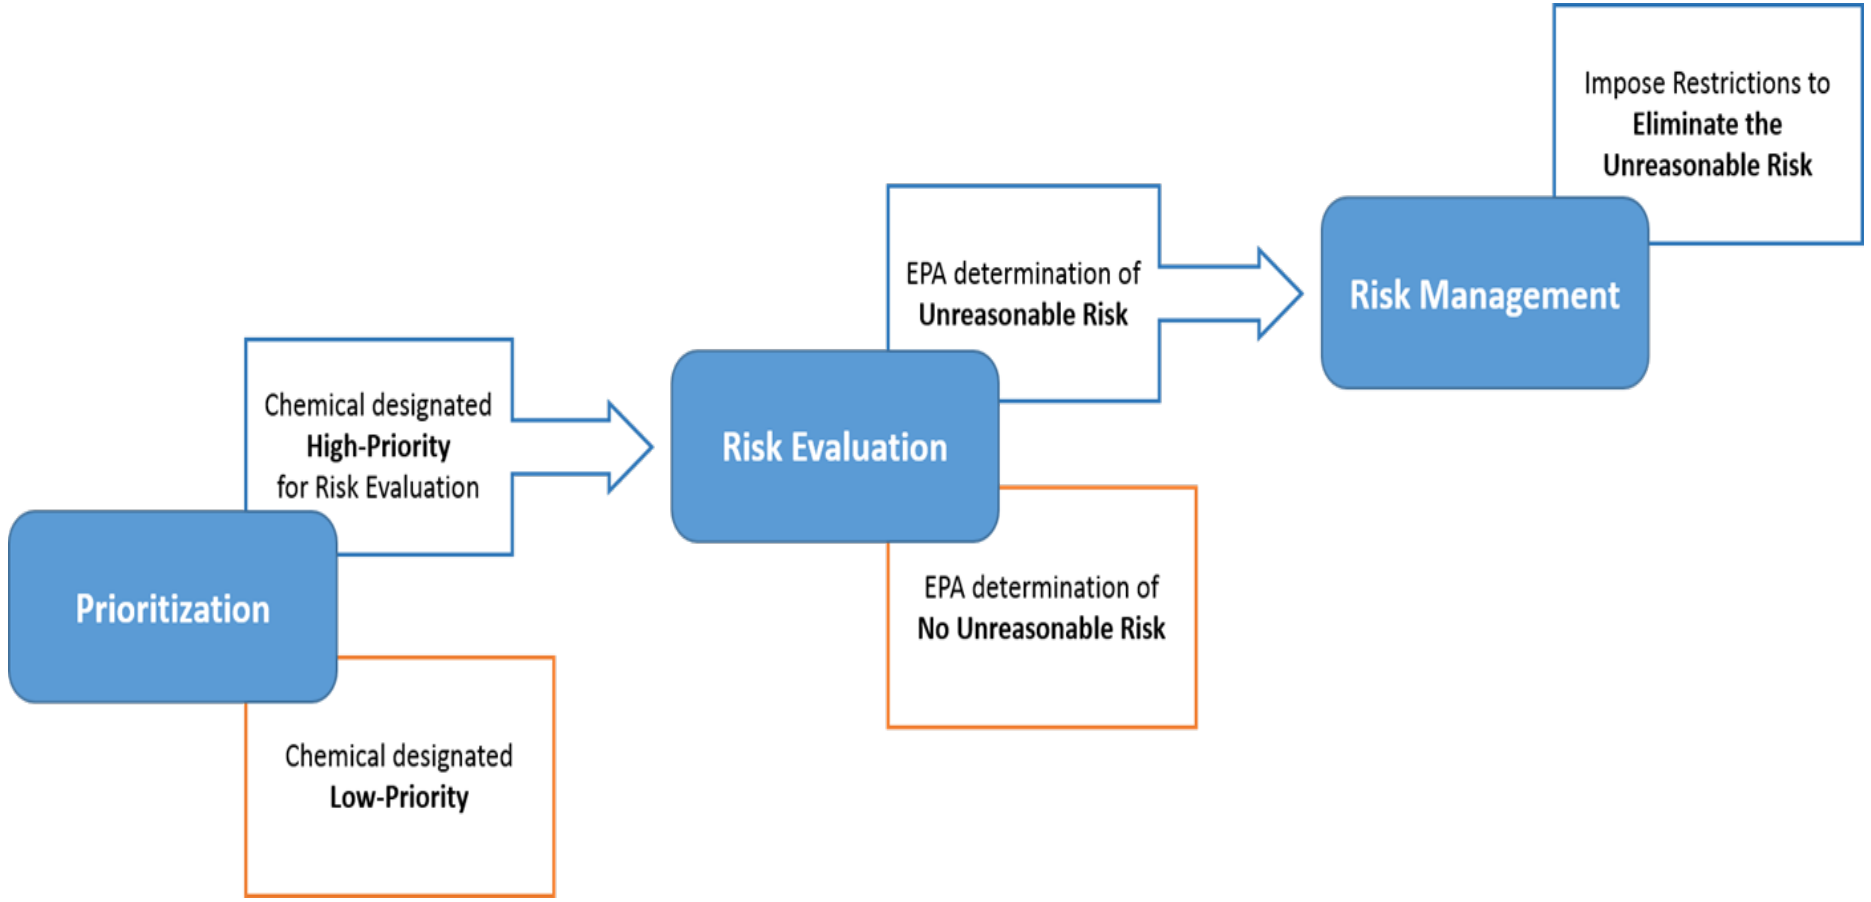 Prioritization
Chemical designated
High-Priority
for Risk Evaluation
Chemical designated
Low-Priority
Risk Evaluation
EPA determination of
Unreasonable Risk
EPA determination of
No Unreasonable Risk
Risk Management
Impose Restrictions to
Eliminate the
Unreasonable Risk